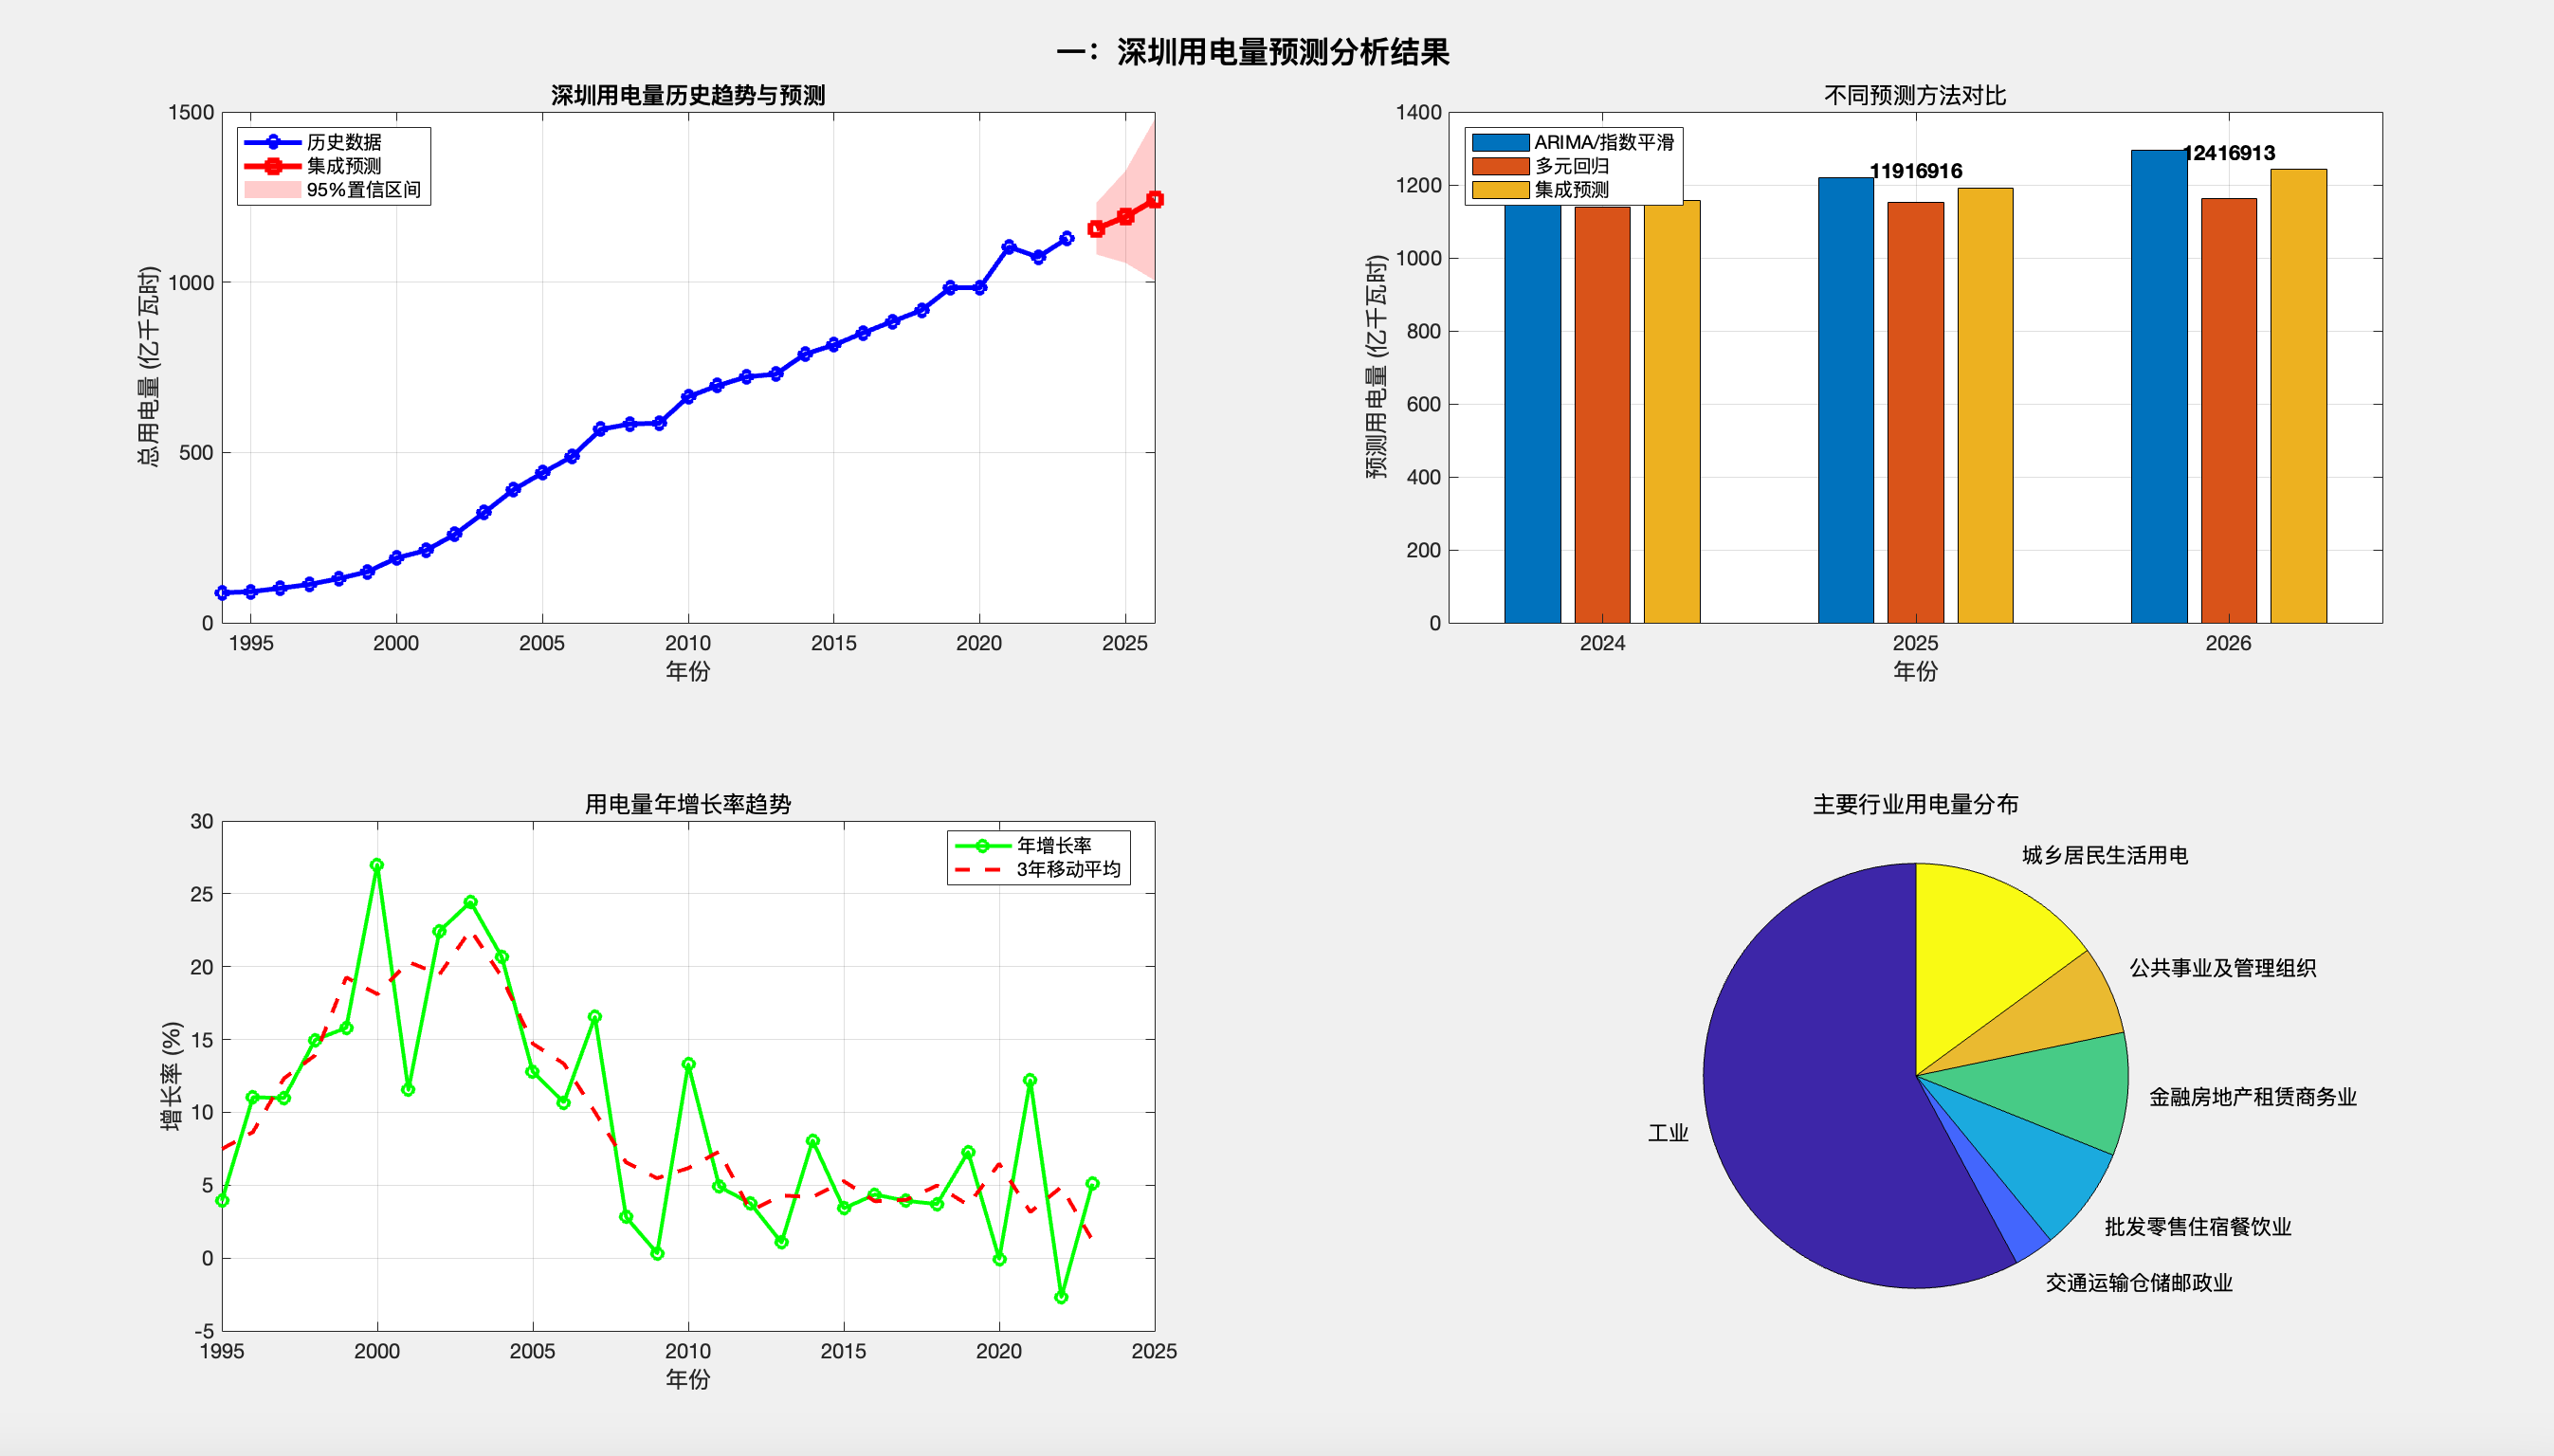 一：深圳用电量预测分析结果
深圳用电量历史趋势与预测
1500
1000
500
0
总用电量 (亿千瓦时)
历史数据
集成预测
95%置信区间
1995
2000
2005
2010
2015
2020
2025
年份
不同预测方法对比
1400
1200
1000
800
600
400
200
0
预测用电量 (亿千瓦时)
ARIMA/指数平滑
多元回归
集成预测
11916916
12416913
2024
2025
2026
年份
用电量年增长率趋势
30
25
20
15
10
5
0
-5
增长率 (%)
年增长率
3年移动平均
1995
2000
2005
2010
2015
2020
2025
年份
主要行业用电量分布
城乡居民生活用电
公共事业及管理组织
金融房地产租赁商务业
工业
批发零售住宿餐饮业
交通运输仓储邮政业